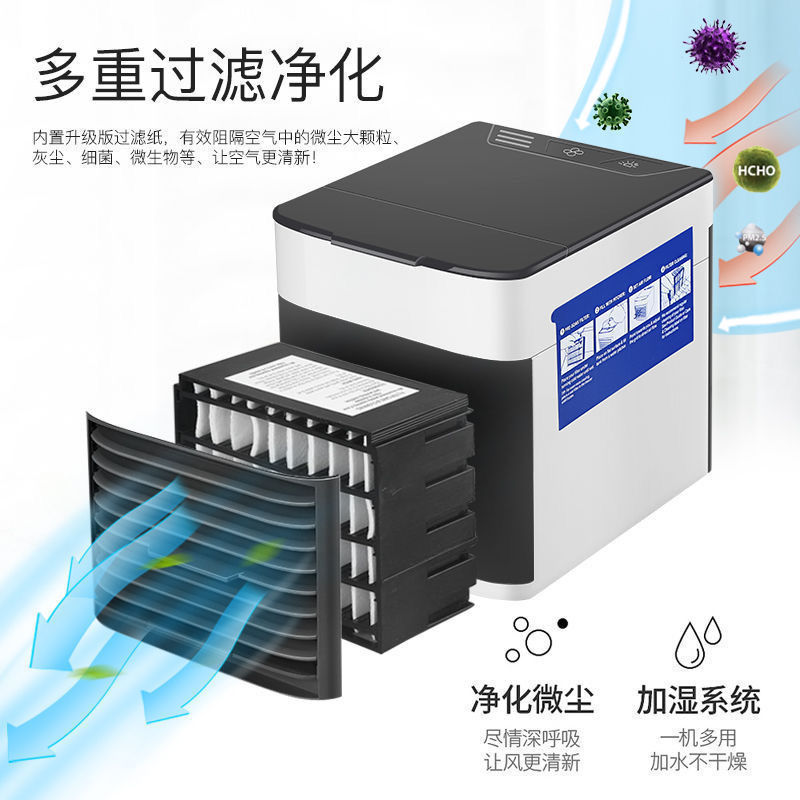 多重过滤净化
内置升级版过滤纸，有效阻隔空气中的微尘大颗粒、
灰尘、细菌、微生物等、让空气更清新！
HCHO
PM2.5
净化微尘
尽情深呼吸
让风更清新
加湿系统
一机多用
加水不干燥